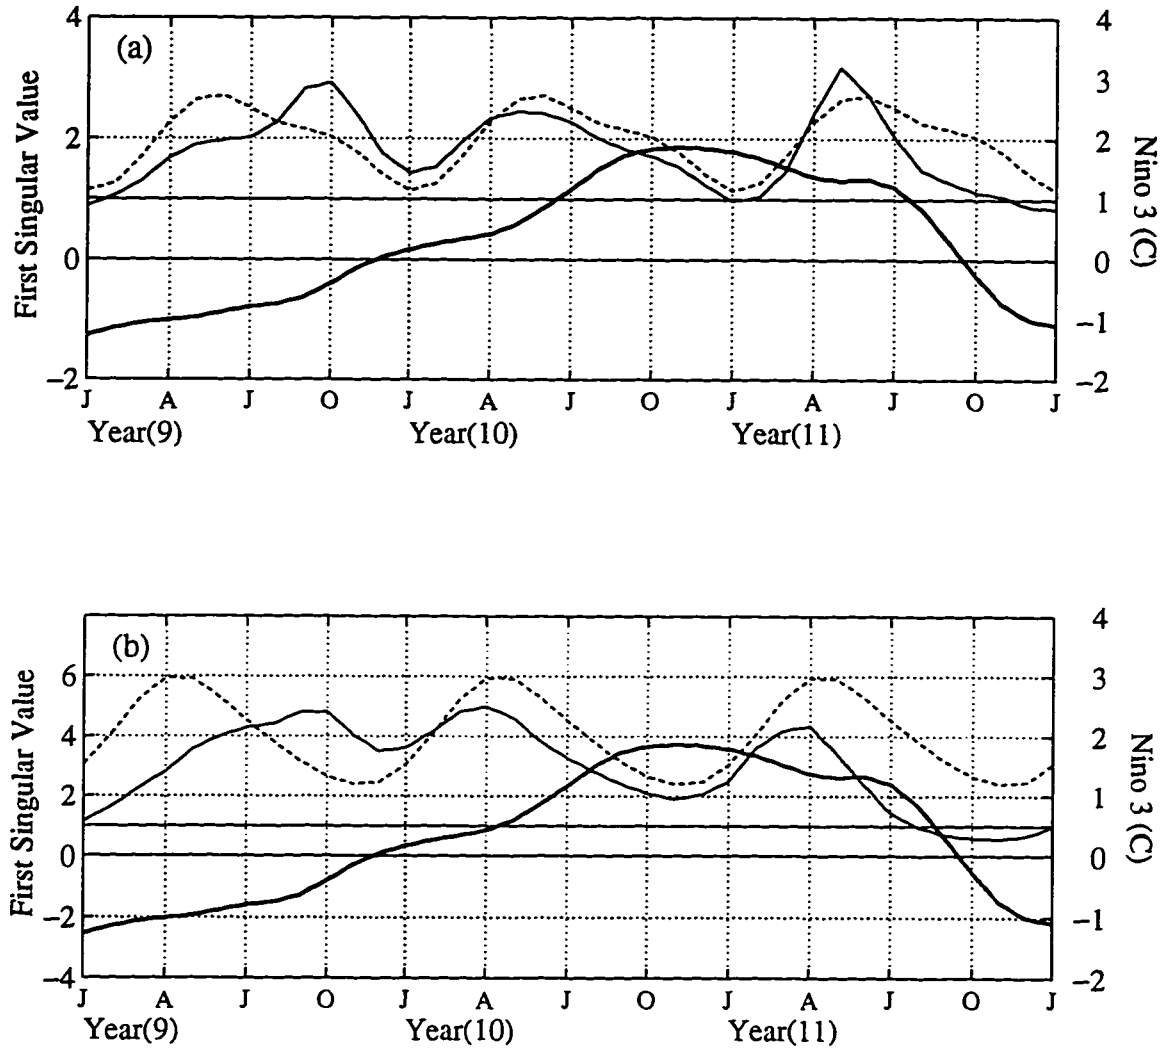 (a)
First Singular Value
4
2
0
−2
4
3
2
1
0
−1
−2
Nino 3 (C)
J A J O J A J O J A J O J
Year(9) Year(10) Year(11)
(b)
First Singular Value
6
4
2
0
−2
−4
4
3
2
1
0
−1
−2
Nino 3 (C)
J A J O J A J O J A J O J
Year(9) Year(10) Year(11)